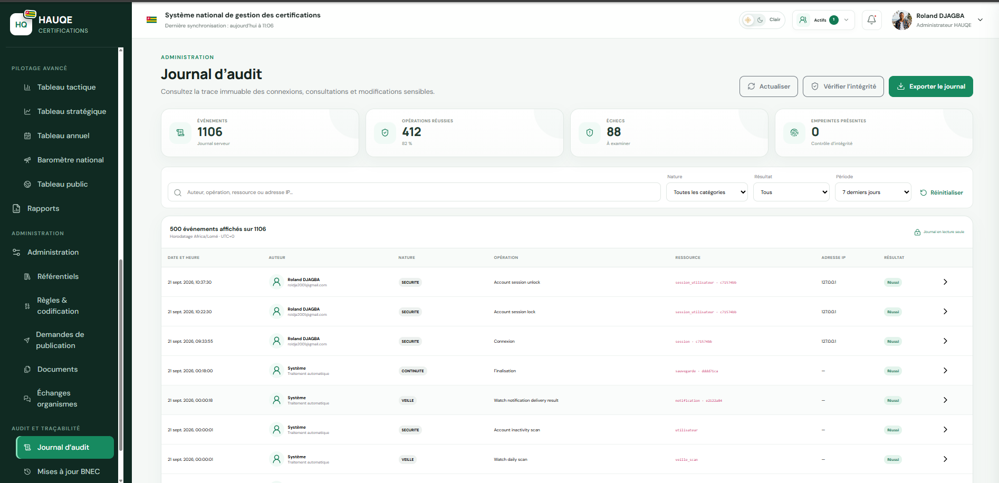 HQ
HAUQE
CERTIFICATIONS
PILOTAGE AVANCÉ
Tableau tactique
Tableau stratégique
Tableau annuel
Baromètre national
Tableau public
Rapports
ADMINISTRATION
Administration
Référentiels
Règles &
codification
Demandes de
publication
Documents
Échanges
organismes
AUDIT ET TRAÇABILITÉ
Journal d'audit
Mises à jour BNEC
Système national de gestion des certifications
Dernière synchronisation : aujourd'hui à 11:06
Clair
Actifs 1
Roland DJAGBA
Administrateur HAUQE
ADMINISTRATION
Journal d'audit
Consultez la trace immuable des connexions, consultations et modifications sensibles.
Actualiser
Vérifier l'intégrité
Exporter le journal
ÉVÉNEMENTS
1106
Journal serveur
OPÉRATIONS RÉUSSIES
412
82 %
ÉCHECS
88
À examiner
EMPREINTES PRÉSENTES
0
Contrôle d'intégrité
Auteur, opération, ressource ou adresse IP...
Nature
Toutes les catégories
Résultat
Tous
Période
7 derniers jours
Réinitialiser
500 événements affichés sur 1106
Horodatage Africa/Lomé · UTC+0
Journal en lecture seule
DATE ET HEURE AUTEUR NATURE OPÉRATION RESSOURCE ADRESSE IP RÉSULTAT
21 sept. 2026, 10:37:30 Roland DJAGBA roldja2001@gmail.com SECURITE Account session unlock session_utilisateur · c71574bb 127.0.0.1 Réussi
21 sept. 2026, 10:22:30 Roland DJAGBA roldja2001@gmail.com SECURITE Account session lock session_utilisateur · c71574bb 127.0.0.1 Réussi
21 sept. 2026, 09:33:55 Roland DJAGBA roldja2001@gmail.com SECURITE Connexion session · c71574bb 127.0.0.1 Réussi
21 sept. 2026, 00:18:00 Système Traitement automatique CONTINUITE Finalisation sauvegarde · dddd71ca — Réussi
21 sept. 2026, 00:00:18 Système Traitement automatique VEILLE Watch notification delivery result notification · e2122a84 — Réussi
21 sept. 2026, 00:00:01 Système Traitement automatique SECURITE Account inactivity scan utilisateur — Réussi
21 sept. 2026, 00:00:01 Système Traitement automatique VEILLE Watch daily scan veille_scan — Réussi